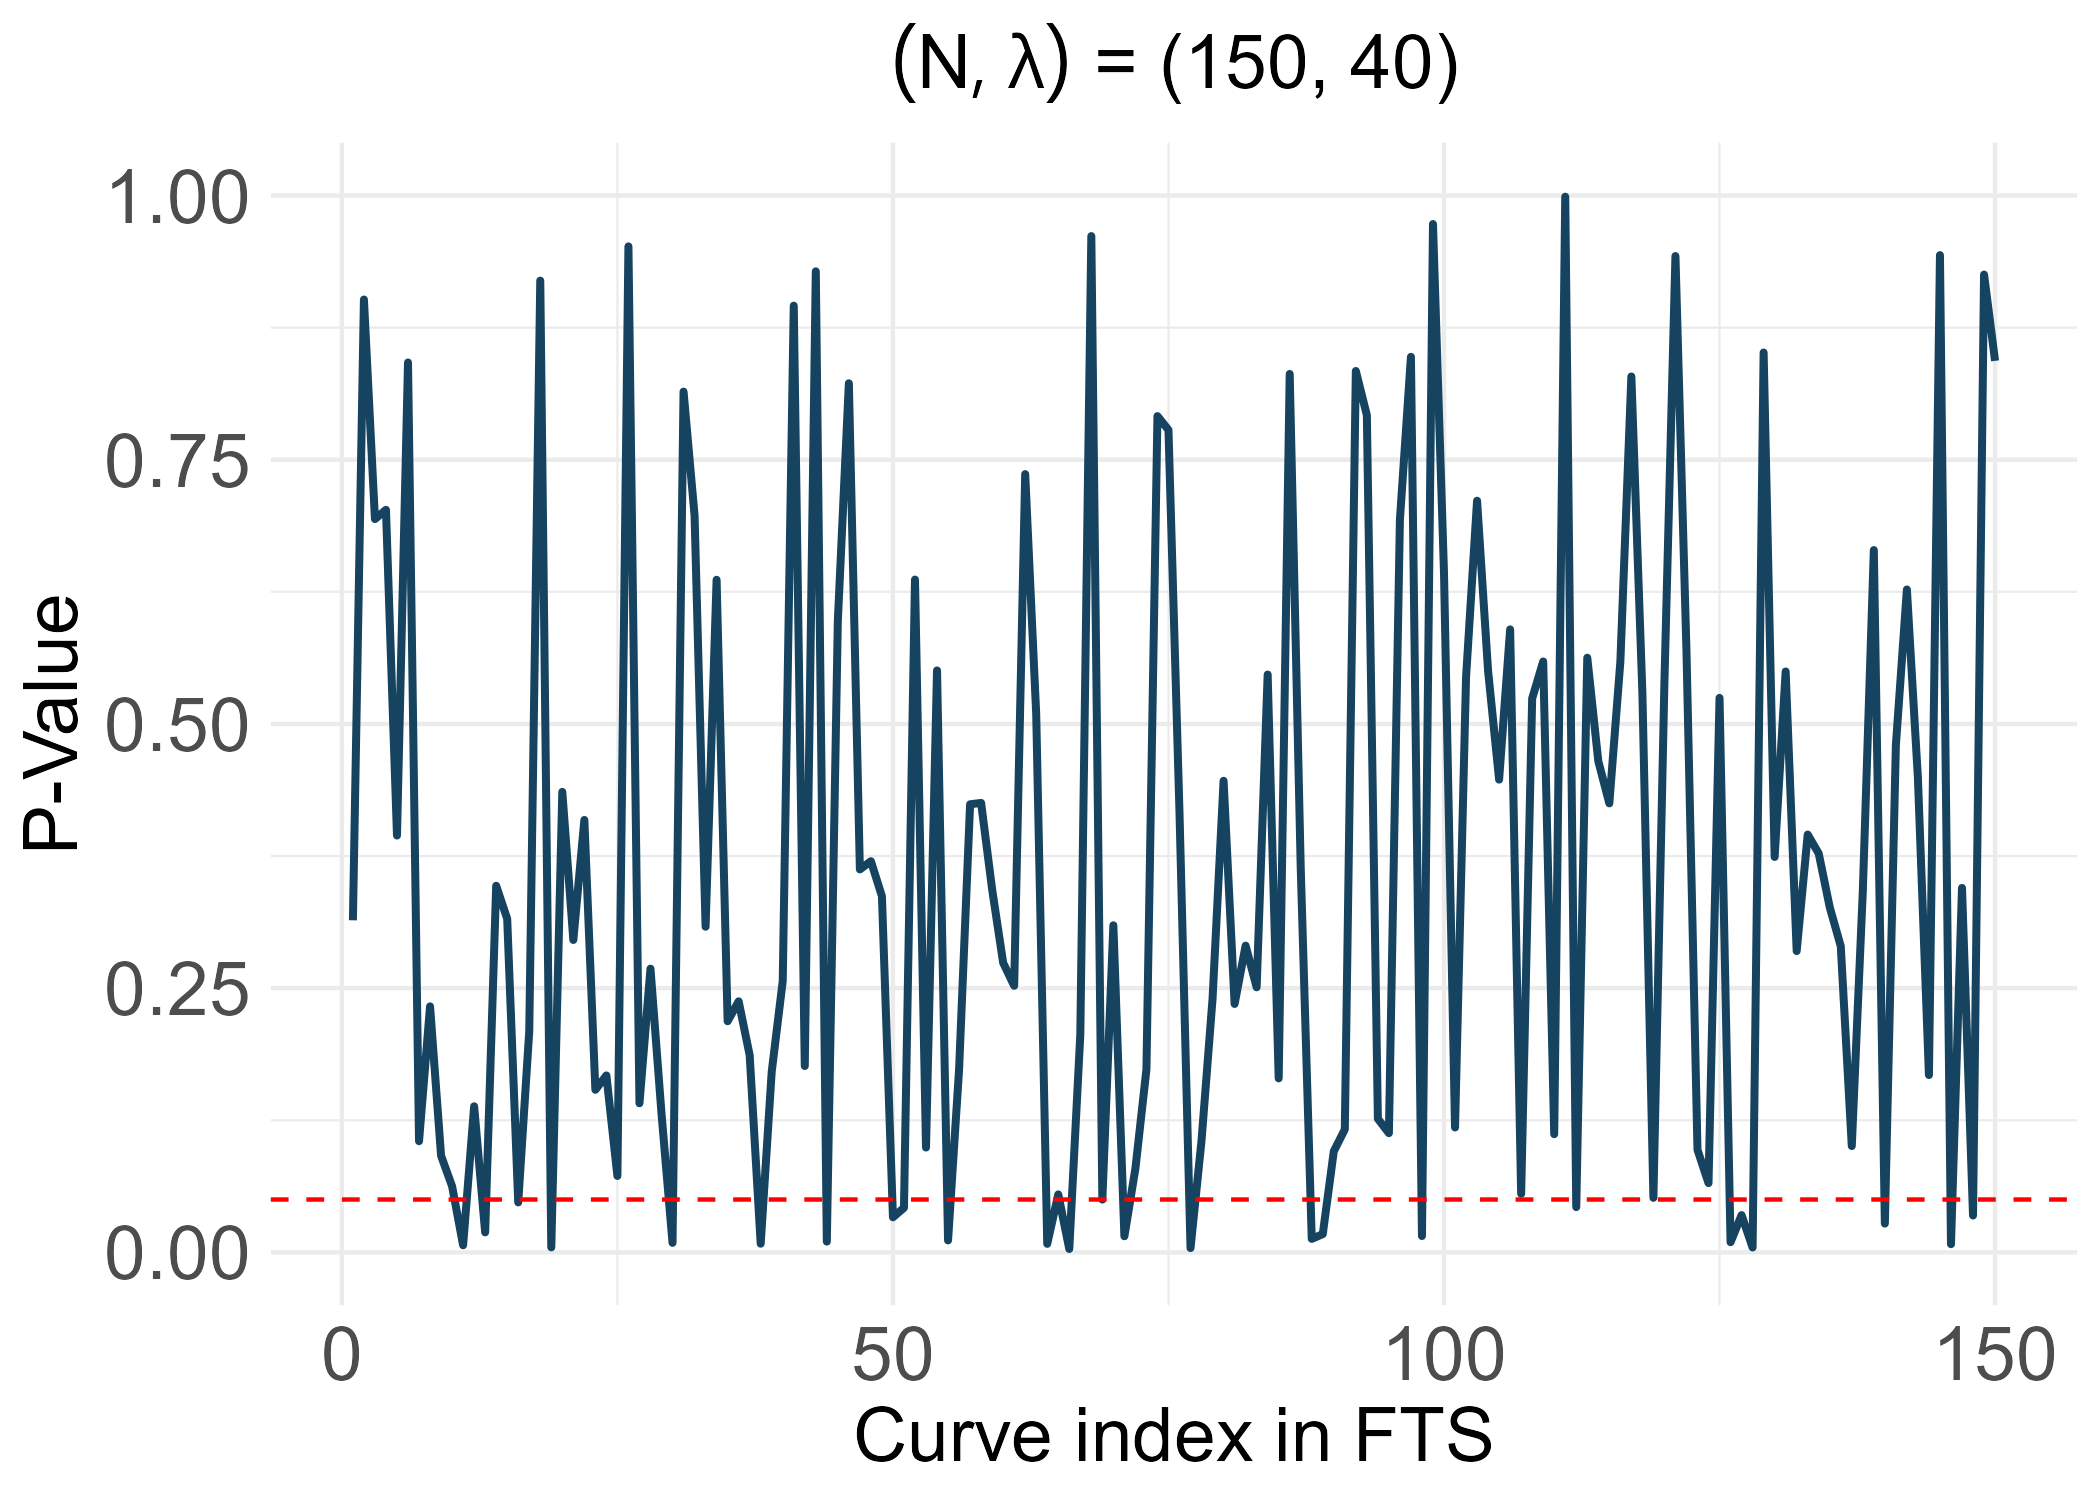 (N, λ) = (150, 40)
1.00
0.75
0.50
0.25
0.00
P-Value
0 50 100 150
Curve index in FTS